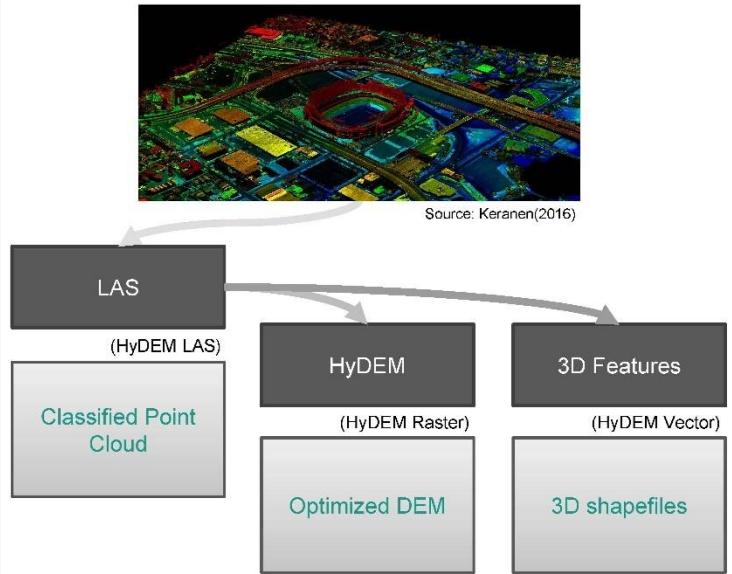 Source: Keranen(2016)
LAS
(HyDEM LAS)
Classified Point
Cloud
HyDEM
(HyDEM Raster)
Optimized DEM
3D Features
(HyDEM Vector)
3D shapefiles